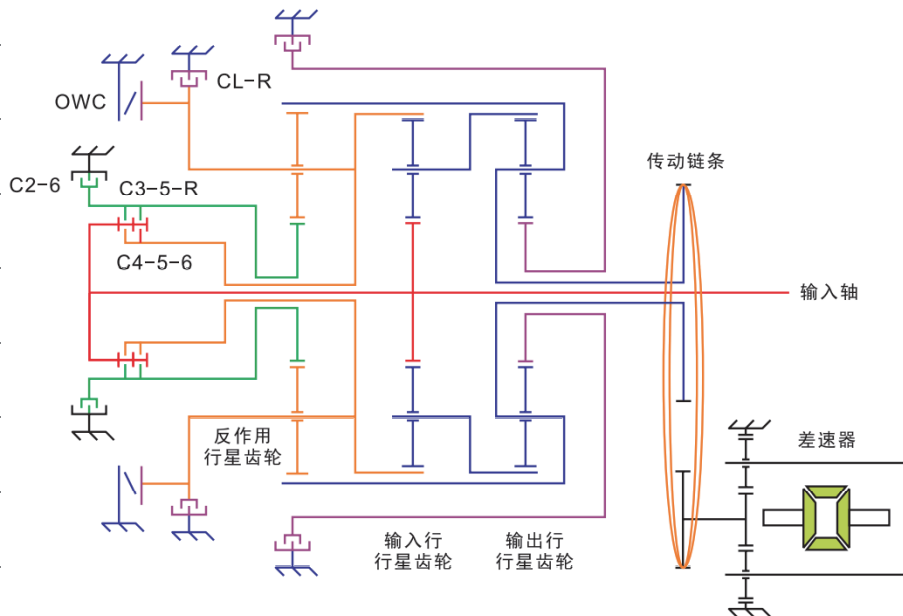 CL-R
OWC
C2-6
C3-5-R
C4-5-6
传动链条
输入轴
反作用
行星齿轮
差速器
输入行
行星齿轮
输出行
行星齿轮